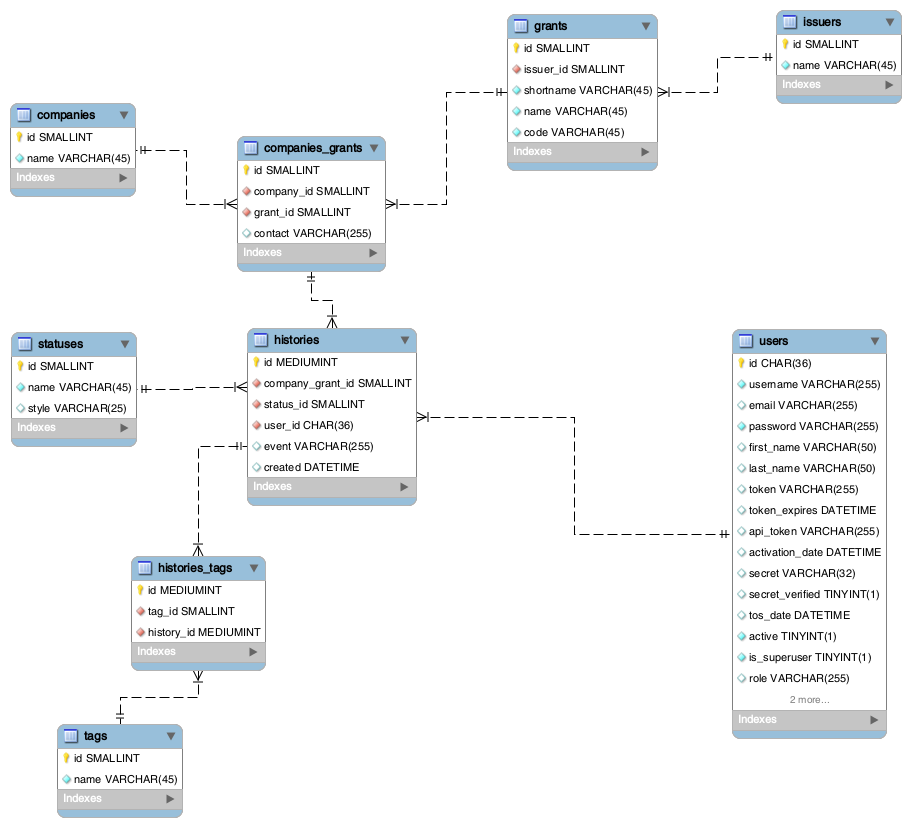 grants
id SMALLINT
issuer_id SMALLINT
shortname VARCHAR(45)
name VARCHAR(45)
code VARCHAR(45)
Indexes
issuers
id SMALLINT
name VARCHAR(45)
Indexes
companies
id SMALLINT
name VARCHAR(45)
Indexes
companies_grants
id SMALLINT
company_id SMALLINT
grant_id SMALLINT
contact VARCHAR(255)
Indexes
statuses
id SMALLINT
name VARCHAR(45)
style VARCHAR(25)
Indexes
histories
id MEDIUMINT
company_grant_id SMALLINT
status_id SMALLINT
user_id CHAR(36)
event VARCHAR(255)
created DATETIME
Indexes
users
id CHAR(36)
username VARCHAR(255)
email VARCHAR(255)
password VARCHAR(255)
first_name VARCHAR(50)
last_name VARCHAR(50)
token VARCHAR(255)
token_expires DATETIME
api_token VARCHAR(255)
activation_date DATETIME
secret VARCHAR(32)
secret_verified TINYINT(1)
tos_date DATETIME
active TINYINT(1)
is_superuser TINYINT(1)
role VARCHAR(255)
2 more...
Indexes
histories_tags
id MEDIUMINT
tag_id SMALLINT
history_id MEDIUMINT
Indexes
tags
id SMALLINT
name VARCHAR(45)
Indexes